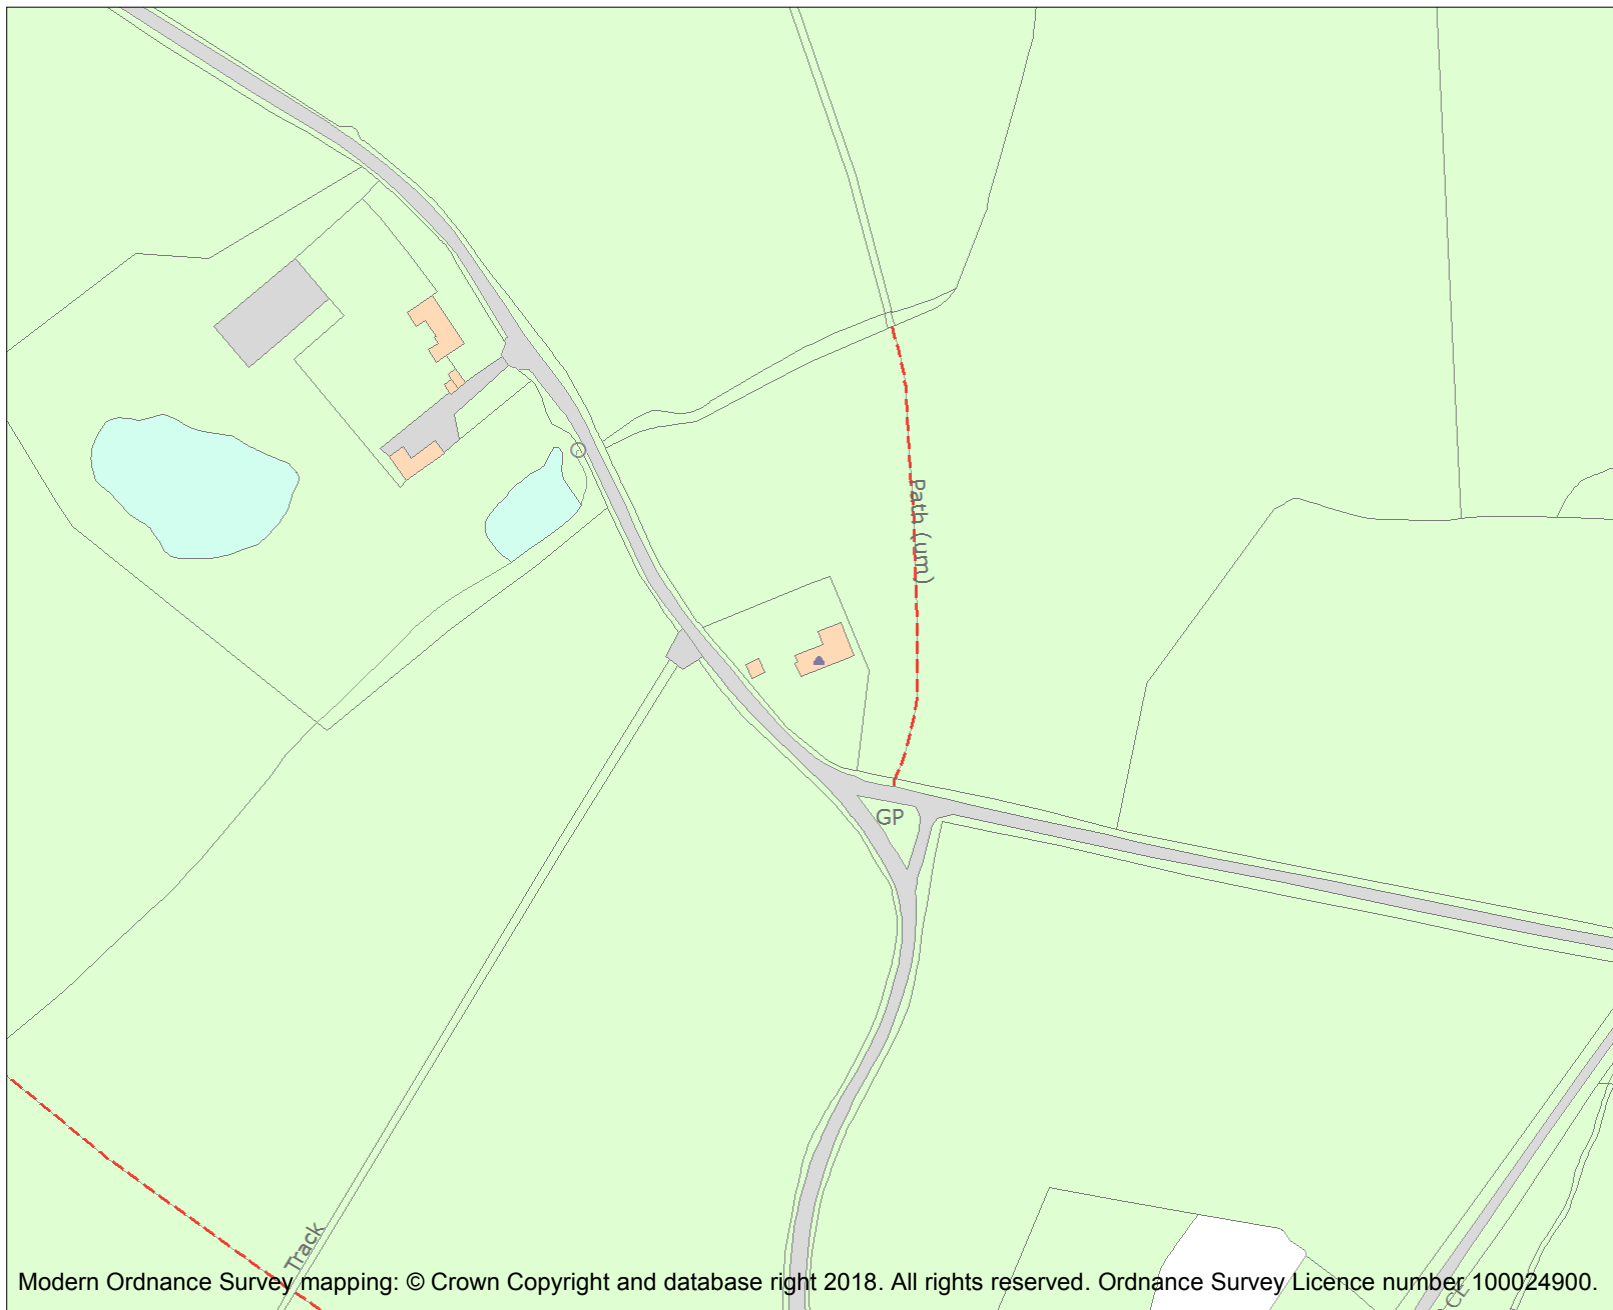 Path (um)
GP
Track
CL
Modern Ordnance Survey mapping: © Crown Copyright and database right 2018. All rights reserved. Ordnance Survey Licence number 100024900.